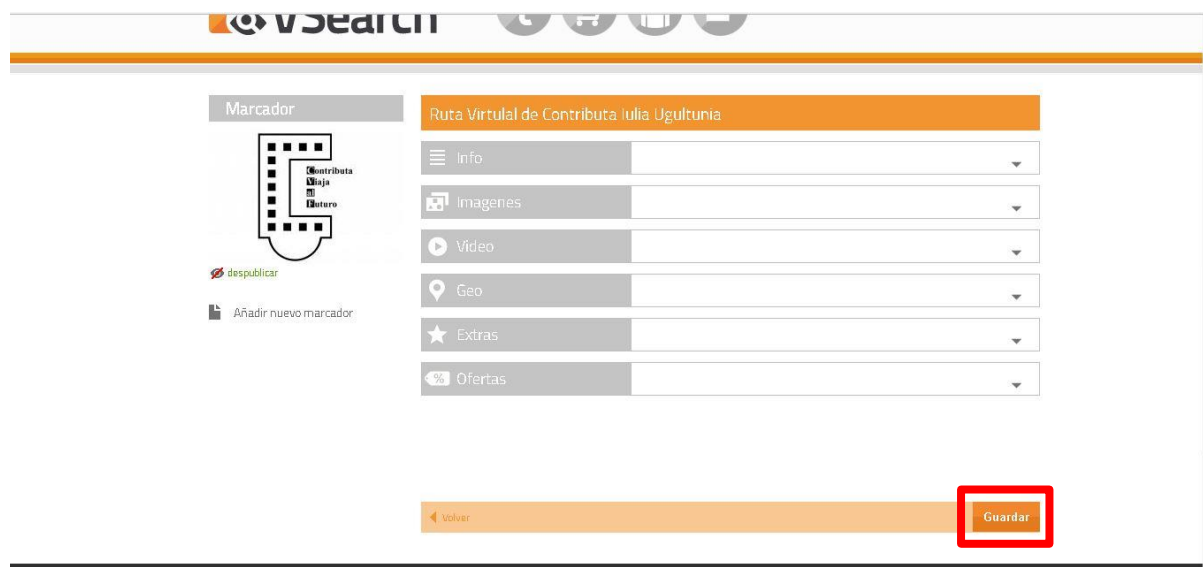 vSearch
Marcador
Contributa
Viaja
al
Futuro
despublicar
Añadir nuevo marcador
Ruta Virtulal de Contributa Iulia Ugultunia
Info
Imagenes
Video
Geo
Extras
% Ofertas
Volver
Guardar